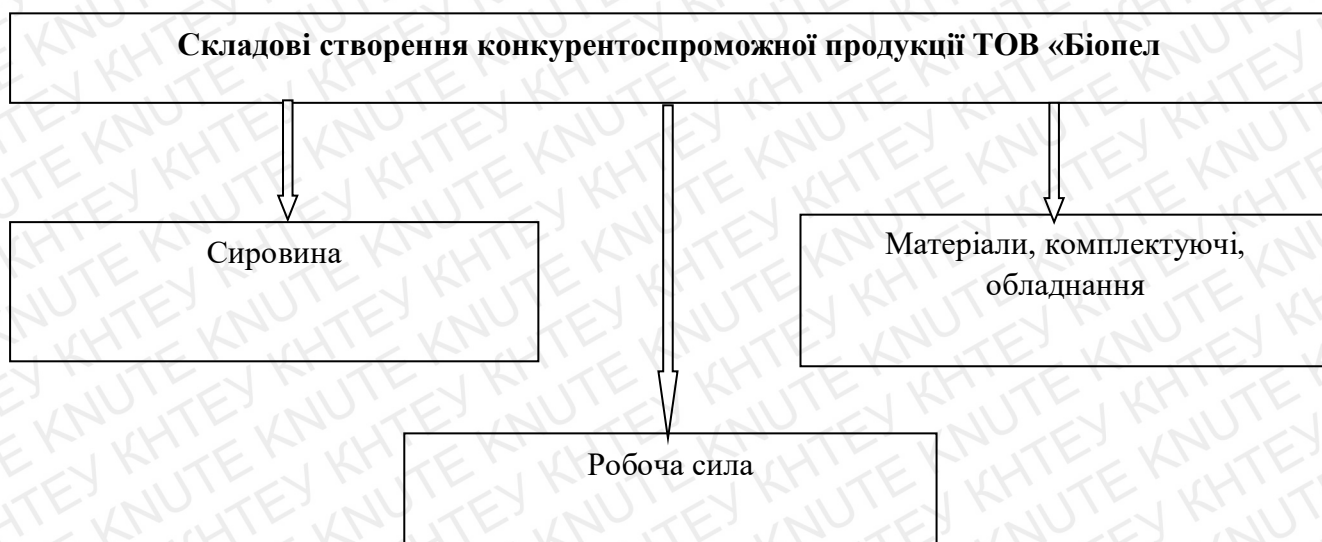 Складові створення конкурентоспроможної продукції ТОВ «Біопел
Сировина
Матеріали, комплектуючі,
обладнання
Робоча сила